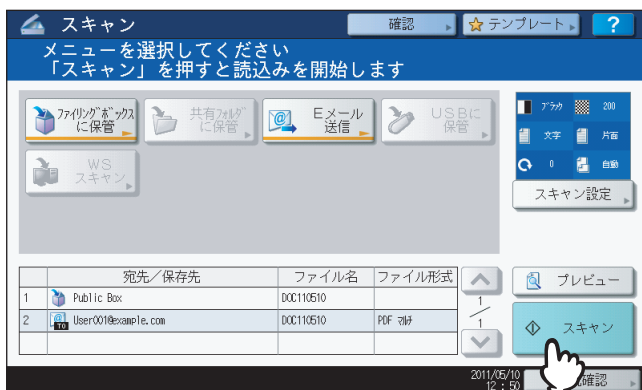 スキャン
確認
テンプレート
?
メニューを選択してください
「スキャン」を押すと読込みを開始します
ファイリングボックス
に保管
共有フォルダ
に保管
Eメール
送信
USBに
保管
WS
スキャン
ブラック
200
文字
片面
0
自動
スキャン設定
宛先／保存先
ファイル名
ファイル形式
1
Public Box
DOC110510
2
TO
User001@example.com
DOC110510
PDF マルチ
1
1
プレビュー
スキャン
2011/05/10
12:50
確認